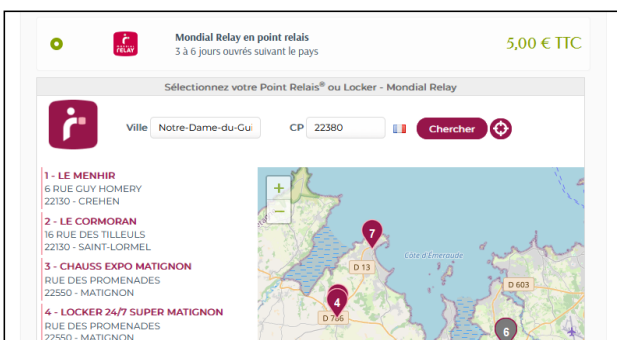 Mondial Relay en point relais
3 à 6 jours ouvrés suivant le pays
5,00 € TTC
Sélectionnez votre Point Relais® ou Locker - Mondial Relay
Ville Notre-Dame-du-Gui CP 22380 Chercher
1 - LE MENHIR
6 RUE GUY HOMERY
22130 - CREHEN
2 - LE CORMORAN
16 RUE DES TILLEULS
22130 - SAINT-LORMEL
3 - CHAUSS EXPO MATIGNON
RUE DES PROMENADES
22550 - MATIGNON
4 - LOCKER 24/7 SUPER MATIGNON
RUE DES PROMENADES
22550 - MATIGNON
+
−
7
Côte d'Emeraude
D 13
D 603
4
D 786
6